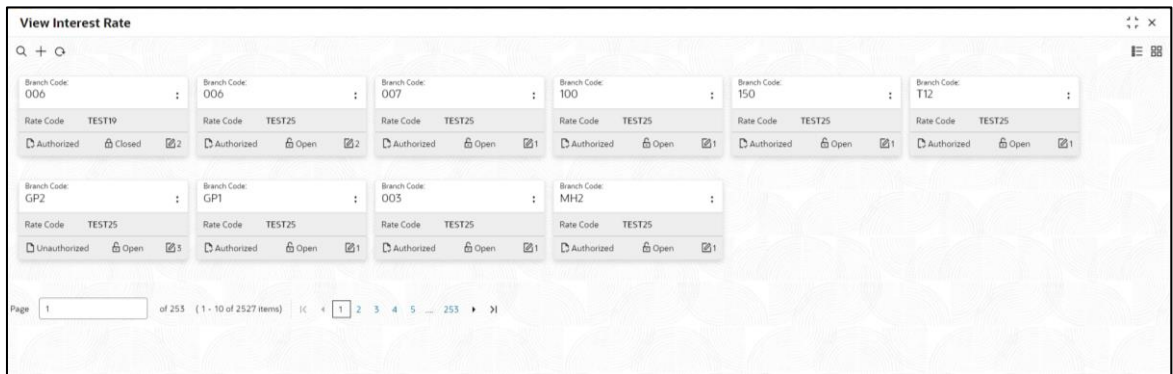 View Interest Rate
Branch Code: Branch Code: Branch Code: Branch Code: Branch Code: Branch Code:
006 006 007 100 150 T12
Rate Code TEST19 Rate Code TEST25 Rate Code TEST25 Rate Code TEST25 Rate Code TEST25 Rate Code TEST25
Authorized Closed 2 Authorized Open 2 Authorized Open 1 Authorized Open 1 Authorized Open 1 Authorized Open 1
Branch Code: Branch Code: Branch Code: Branch Code:
GP2 GP1 003 MH2
Rate Code TEST25 Rate Code TEST25 Rate Code TEST25 Rate Code TEST25
Unauthorized Open 3 Authorized Open 1 Authorized Open 1 Authorized Open 1
Page 1 of 253 (1 - 10 of 2527 items) 1 2 3 4 5 ... 253